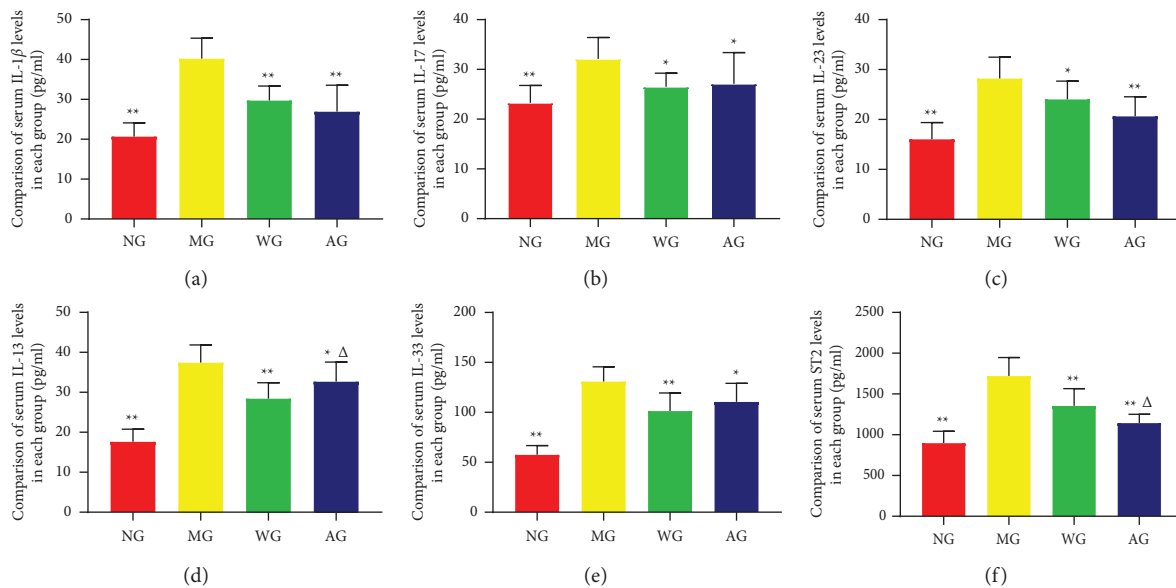 Comparison of serum IL-1β levels
in each group (pg/ml)
50
40
30
20
10
0
**
**
**
NG MG WG AG
(a)
Comparison of serum IL-17 levels
in each group (pg/ml)
40
30
20
10
0
**
*
*
NG MG WG AG
(b)
Comparison of serum IL-23 levels
in each group (pg/ml)
40
30
20
10
0
**
*
**
NG MG WG AG
(c)
Comparison of serum IL-13 levels
in each group (pg/ml)
50
40
30
20
10
0
**
**
* Δ
NG MG WG AG
(d)
Comparison of serum IL-33 levels
in each group (pg/ml)
200
150
100
50
0
**
**
*
NG MG WG AG
(e)
Comparison of serum ST2 levels
in each group (pg/ml)
2500
2000
1500
1000
500
0
**
**
** Δ
NG MG WG AG
(f)